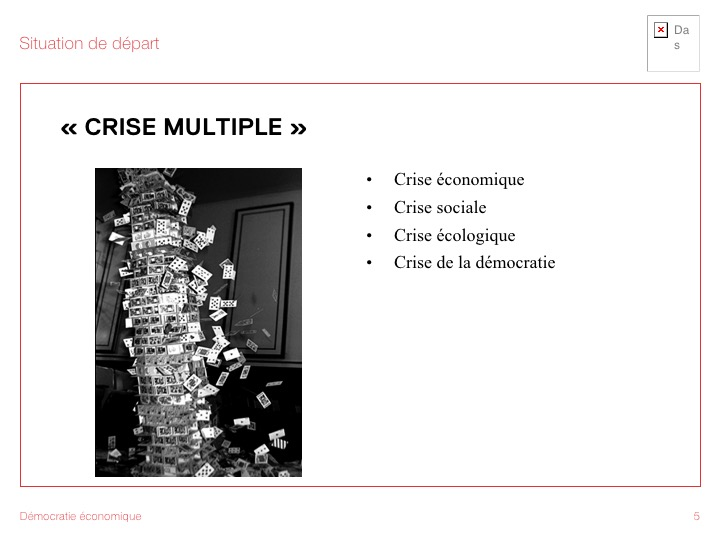 Situation de départ
Da
s
« CRISE MULTIPLE »
• Crise économique
• Crise sociale
• Crise écologique
• Crise de la démocratie
Démocratie économique
5